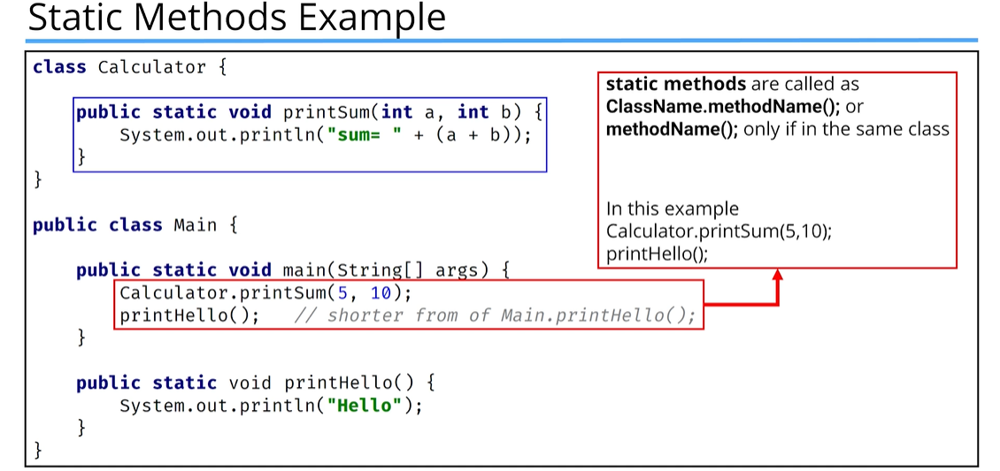 Static Methods Example
class Calculator {
public static void printSum(int a, int b) {
System.out.println("sum= " + (a + b));
}
}
public class Main {
public static void main(String[] args) {
Calculator.printSum(5, 10);
printHello();   // shorter from of Main.printHello();
}
public static void printHello() {
System.out.println("Hello");
}
}
static methods are called as
ClassName.methodName(); or
methodName(); only if in the same class
In this example
Calculator.printSum(5,10);
printHello();